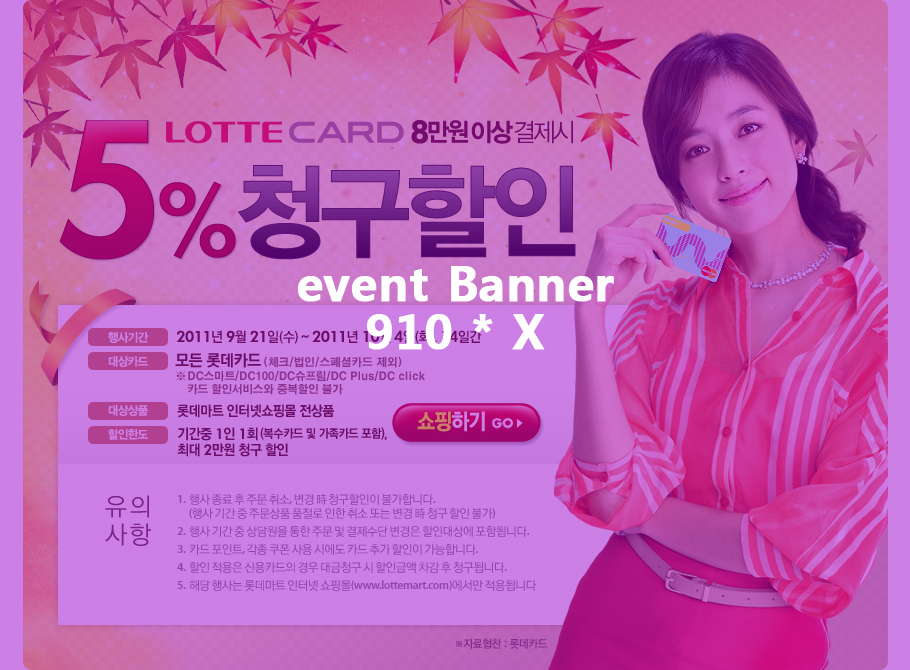 LOTTE CARD 8만원 이상 결제시
5% 청구할인
event Banner
910 * X
행사기간 2011년 9월 21일(수) ~ 2011년 10월 4일(화), 14일간
대상카드 모든 롯데카드 (체크/법인/스페셜카드 제외)
※ DC스마트/DC100/DC슈프림/DC Plus/DC click
카드 할인서비스와 중복할인 불가
대상상품 롯데마트 인터넷쇼핑몰 전상품
할인한도 기간중 1인 1회 (복수카드 및 가족카드 포함),
최대 2만원 청구 할인
쇼핑하기 GO
유의
사항
1. 행사 종료 후 주문 취소, 변경 時 청구할인이 불가합니다.
(행사 기간 중 주문상품 품절로 인한 취소 또는 변경 時 청구 할인 불가)
2. 행사 기간 중 상담원을 통한 주문 및 결제수단 변경은 할인대상에 포함됩니다.
3. 카드 포인트, 각종 쿠폰 사용 시에도 카드 추가 할인이 가능합니다.
4. 할인 적용은 신용카드의 경우 대금청구 시 할인금액 차감 후 청구됩니다.
5. 해당 행사는 롯데마트 인터넷 쇼핑몰(www.lottemart.com)에서만 적용됩니다
※자료협찬 : 롯데카드